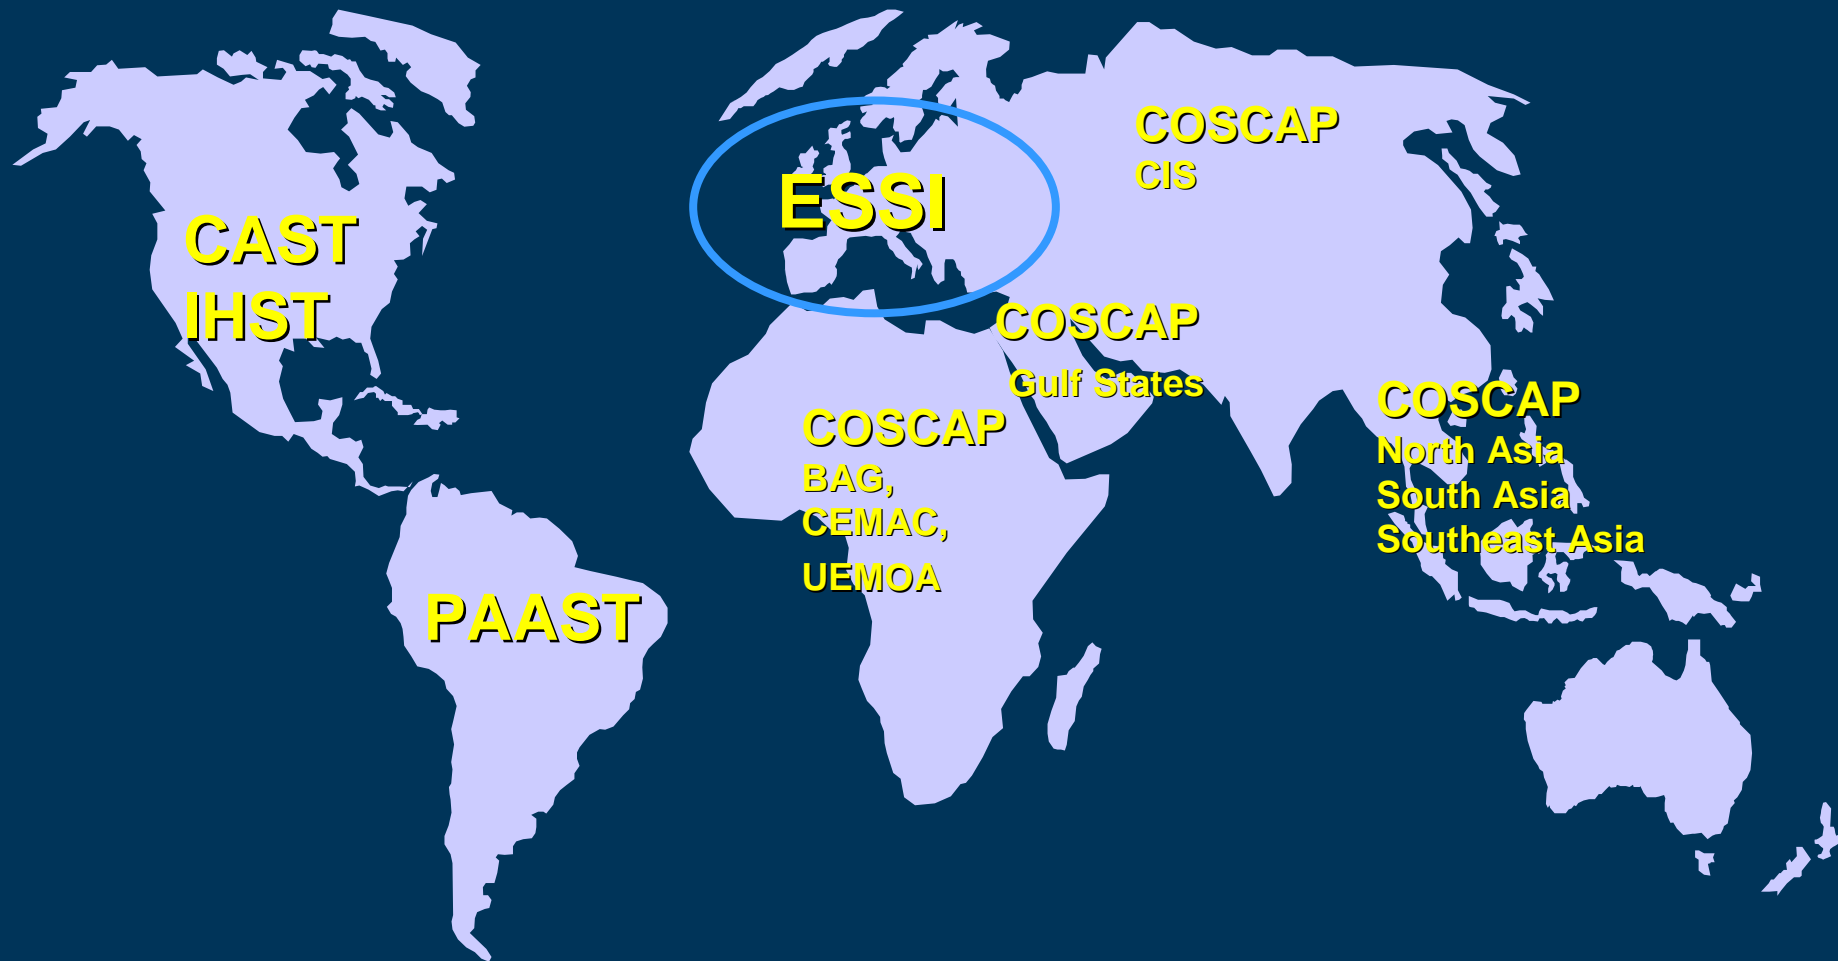 CAST
IHST
PAAST
ESSI
COSCAP
CIS
COSCAP
Gulf States
COSCAP
BAG,
CEMAC,
UEMOA
COSCAP
North Asia
South Asia
Southeast Asia